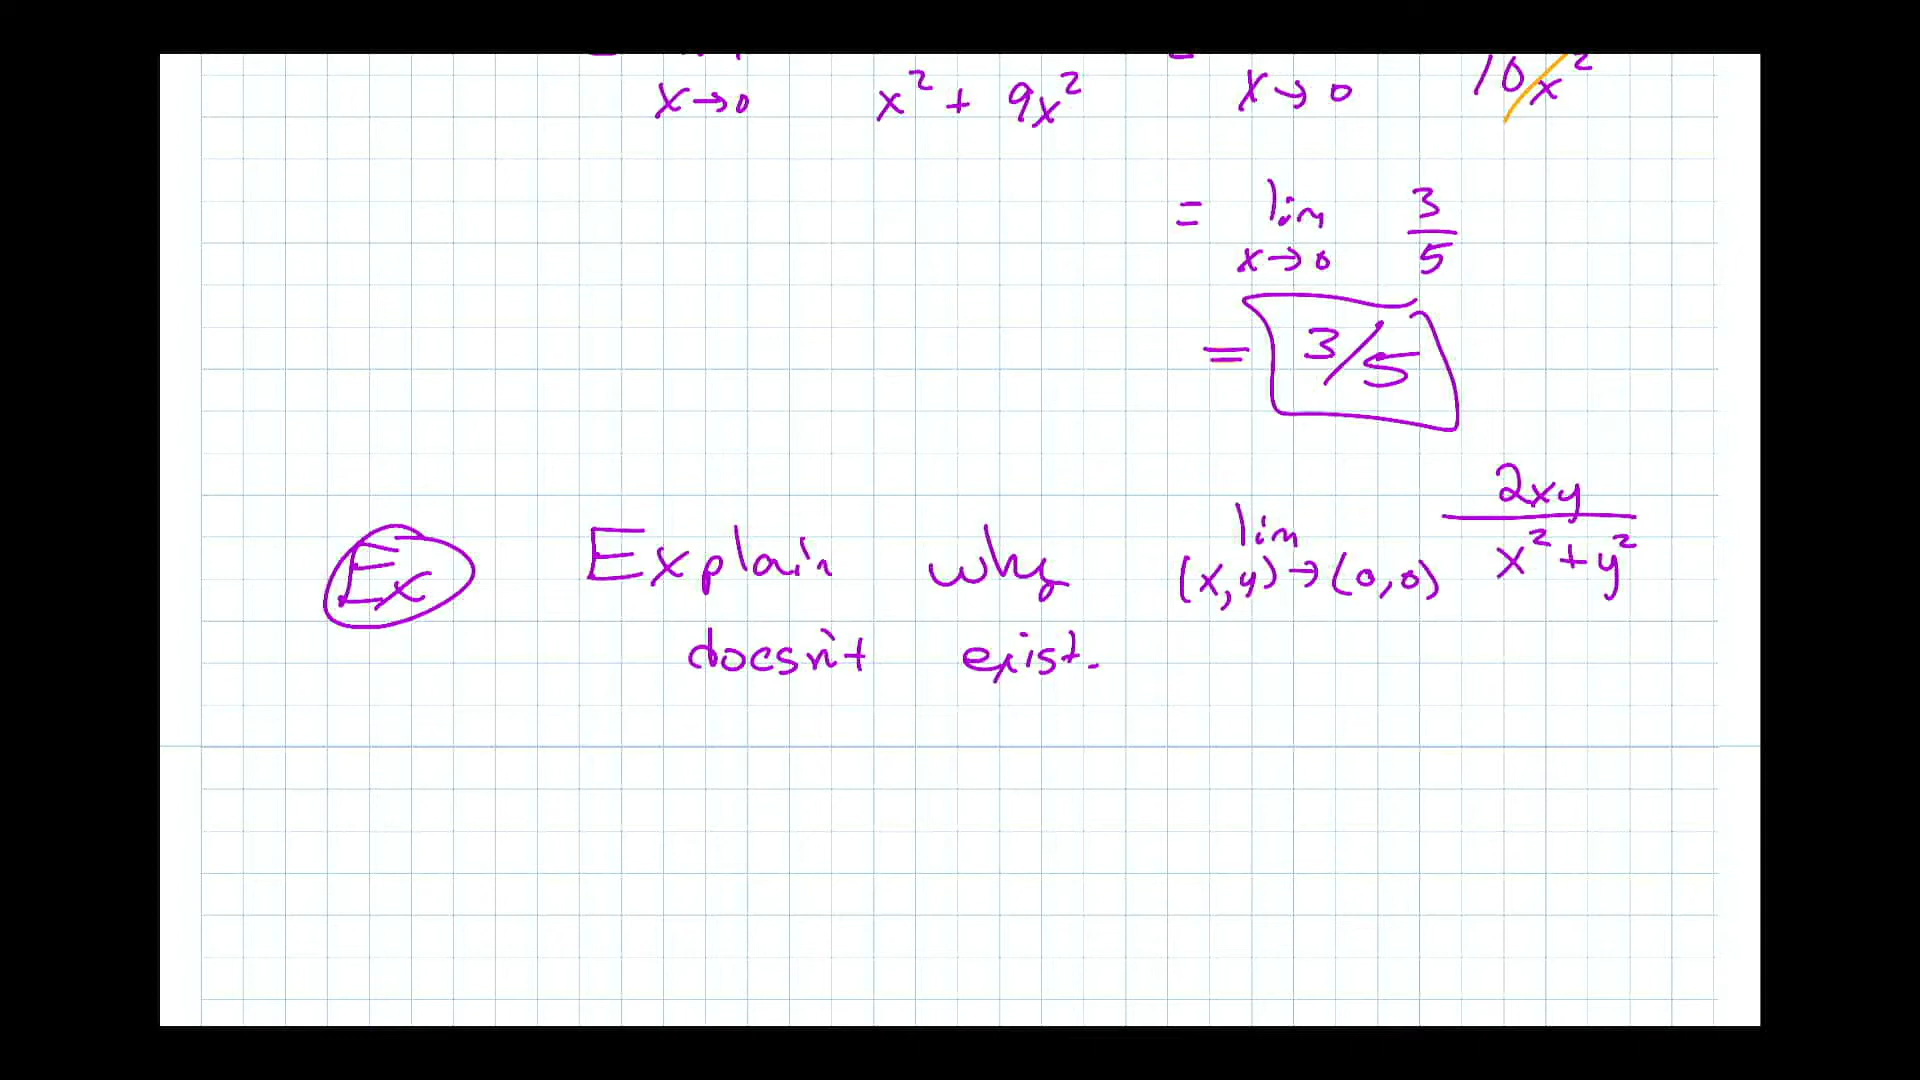 x→0 x² + 9x² x→0 10x²
= lim 3/5
x→0
= 3/5
Ex Explain why lim (x,y)→(0,0) 2xy/(x²+y²)
doesn't exist.